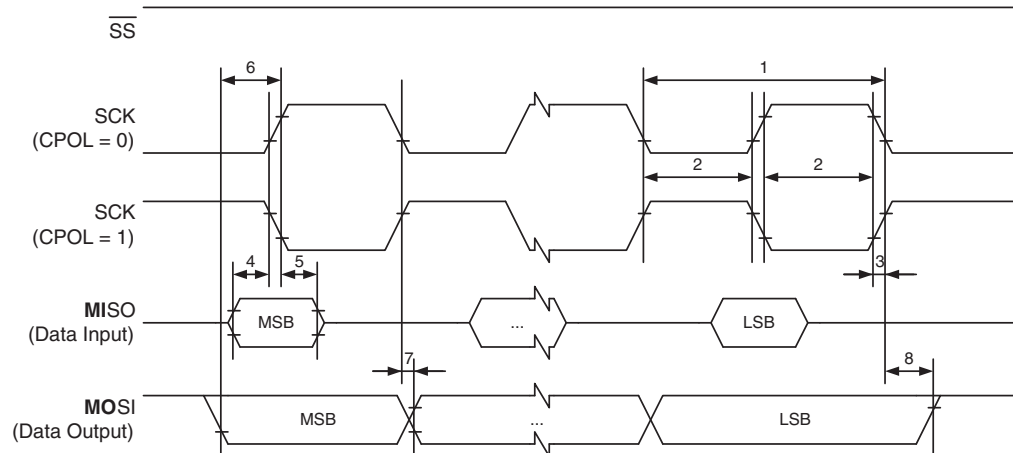 SS
6
1
SCK
(CPOL = 0)
2
2
SCK
(CPOL = 1)
4
5
3
MISO
(Data Input)
MSB
...
LSB
7
8
MOSI
(Data Output)
MSB
...
LSB